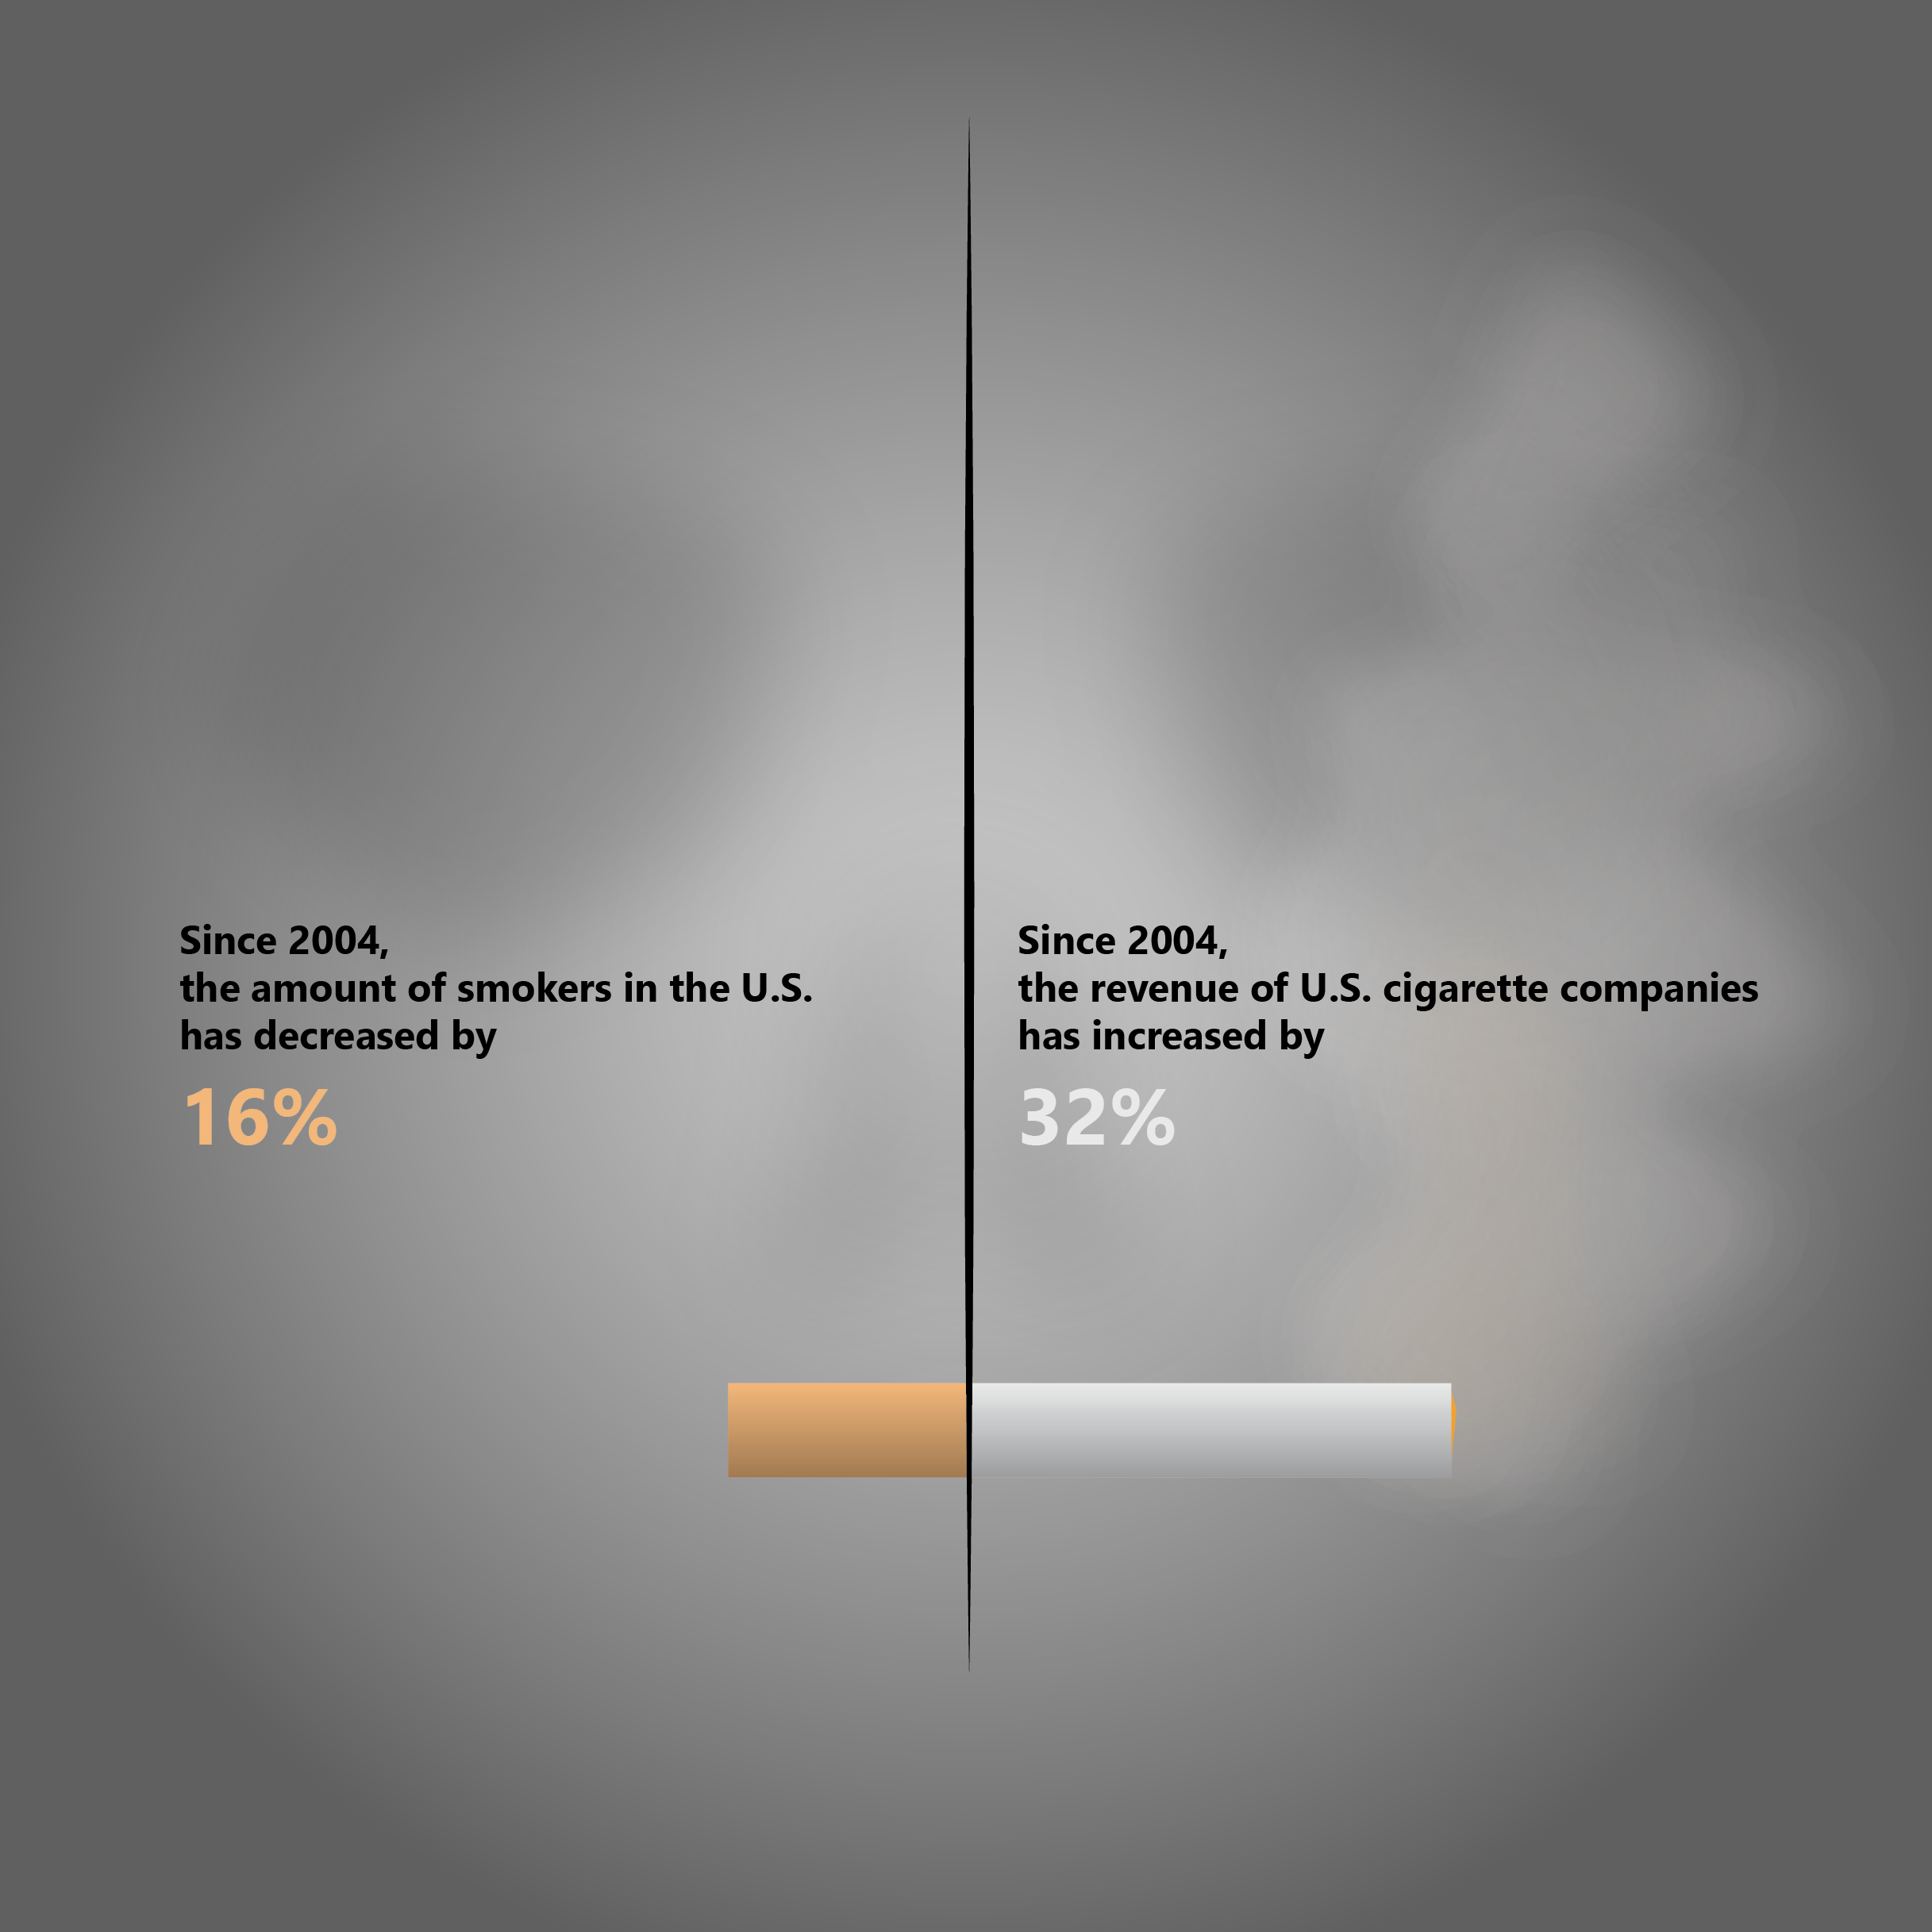 Since 2004,
the amount of smokers in the U.S.
has decreased by
16%
Since 2004,
the revenue of U.S. cigarette companies
has increased by
32%